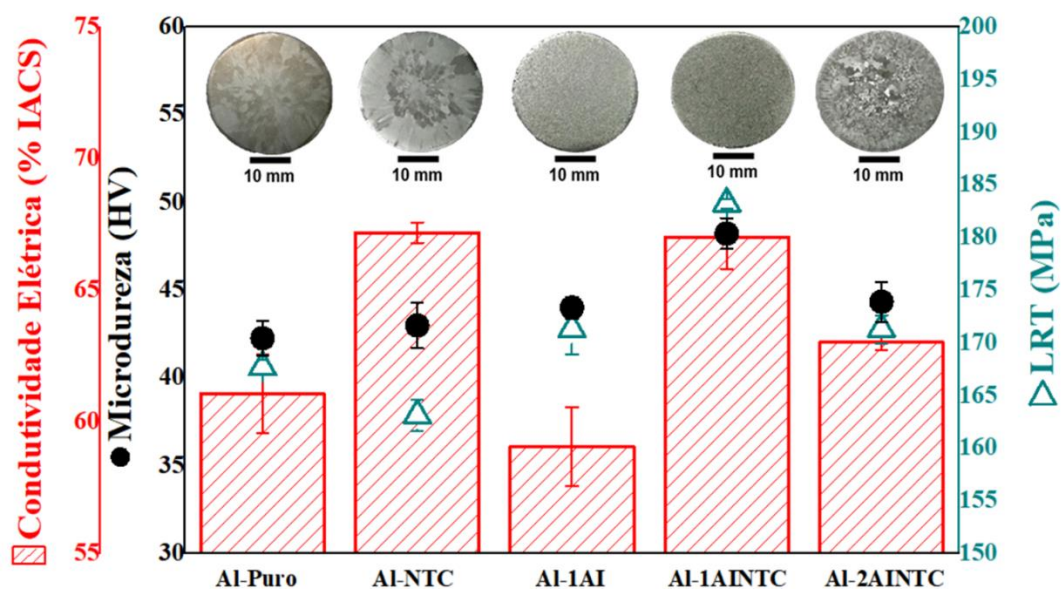 Condutividade Elétrica (% IACS)
75
70
65
60
55
Microdureza (HV)
60
55
50
45
40
35
30
10 mm
10 mm
10 mm
10 mm
10 mm
Al-Puro
Al-NTC
Al-1AI
Al-1AINTC
Al-2AINTC
200
195
190
185
180
175
170
165
160
155
150
LRT (MPa)